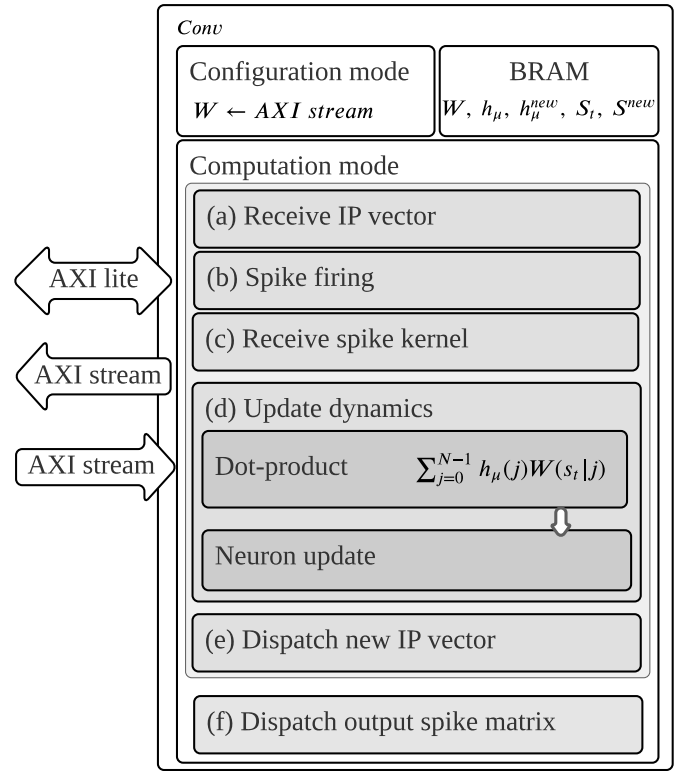 Conv
Configuration mode
W ← AXI stream
BRAM
W, h_μ, h_μ^{new}, S_t, S^{new}
Computation mode
(a) Receive IP vector
(b) Spike firing
(c) Receive spike kernel
(d) Update dynamics
Dot-product ∑_{j=0}^{N−1} h_μ(j)W(s_t|j)
Neuron update
(e) Dispatch new IP vector
(f) Dispatch output spike matrix
AXI lite
AXI stream
AXI stream